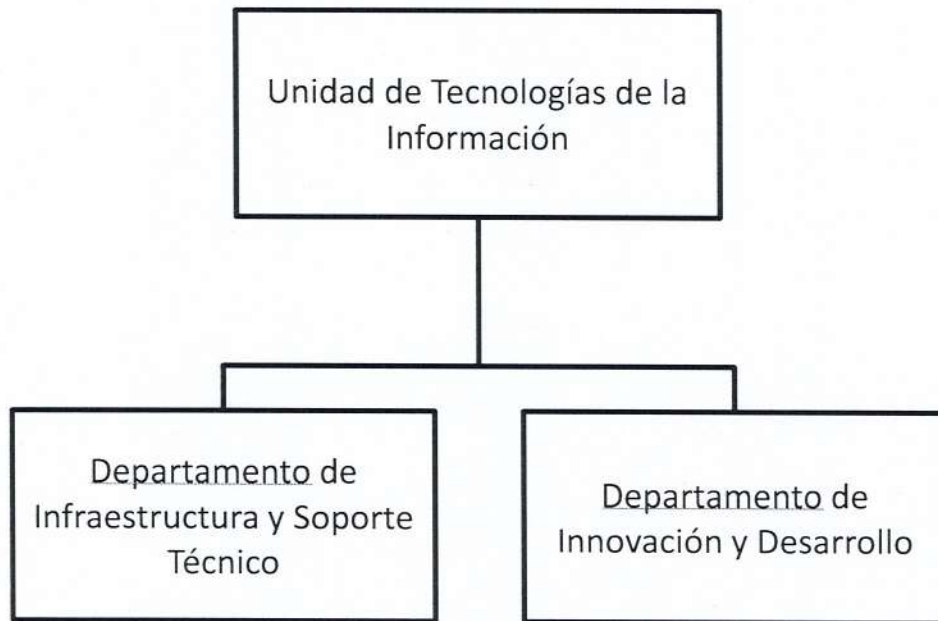 Unidad de Tecnologías de la
Información
Departamento de
Infraestructura y Soporte
Técnico
Departamento de
Innovación y Desarrollo